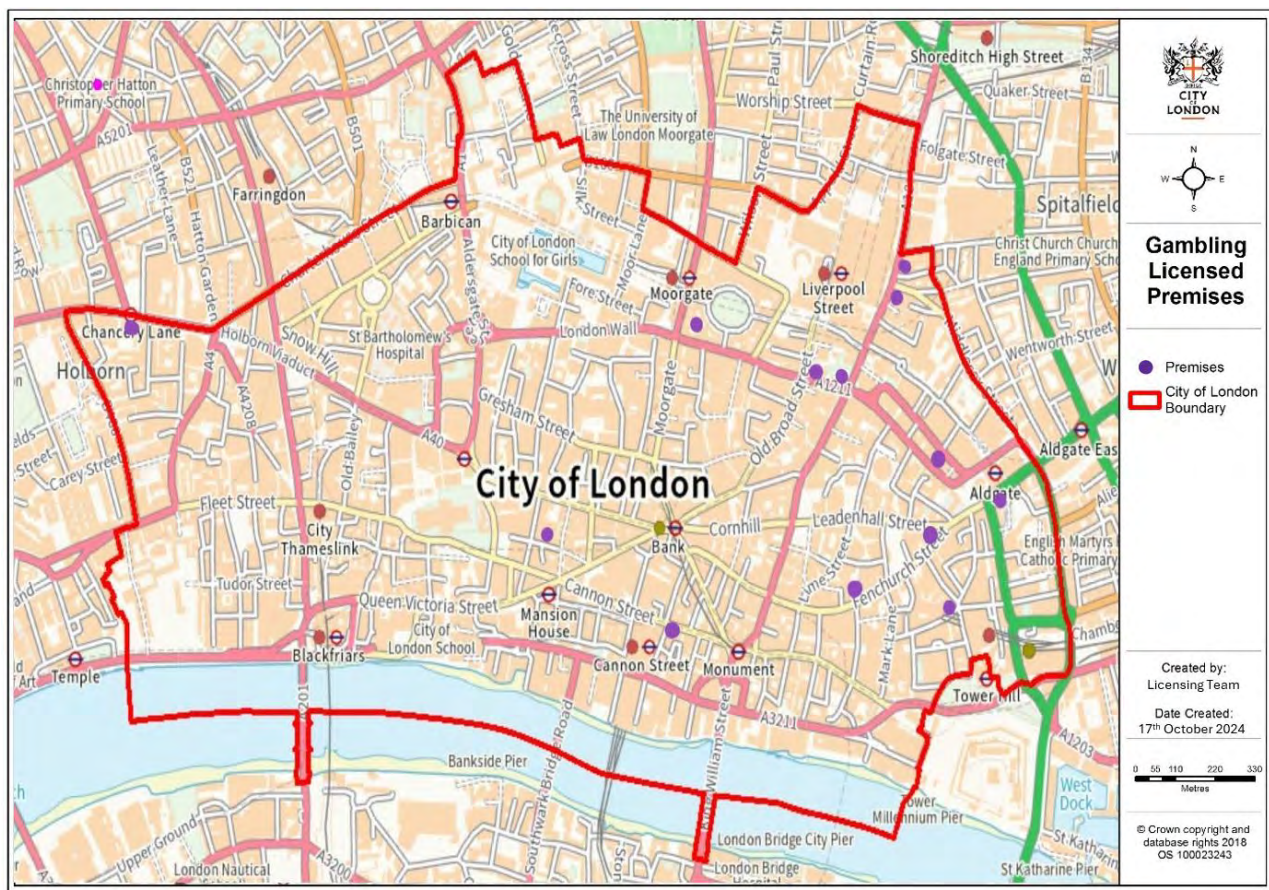 Christopher Hatton
Primary School
A5201
Leather Lane
B521
Hatton Garden
Farringdon
B501
Barbican
Aldersgate St
City of London
School for Girls
Silk Street
Moor Lane
Fore Street
The University of
Law London Moorgate
Worship Street
Paul Str
Curtain R
Shoreditch High Street
B134
Quaker Street
Folgate Street
Spitalfield
Christ Church Church
England Primary Scho
Wentworth Street
Moorgate
Liverpool
Street
London Wall
A1211
Chancery Lane
Holborn
Holborn Viaduct
Snow Hill
St Bartholomew's
Hospital
A4208
Old Bailey
A40
Gresham Street
Moorgate
Old Broad Street
City of London
Carey Street
Fleet Street
City
Thameslink
Tudor Street
Bank
Cornhill
Leadenhall Street
Aldgate
Aldgate East
English Martyrs
Catholic Primary
Lime Street
Fenchurch Street
Mark Lane
Queen Victoria Street
Mansion
House
Cannon Street
City of
London School
Blackfriars
Temple
of Art
Cannon Street
Monument
Tower Hill
Chambe
A3211
A1203
A201
King William Street
Bankside Pier
Southwark Bridge Road
Tower
Millennium Pier
London Bridge City Pier
London Bridge
Hospital
Upper Ground
London Nautical
A3200
West
Dock
St Katharine
St Katharine Pier
CITY
OF
LONDON
N
W E
S
Gambling
Licensed
Premises
Premises
City of London
Boundary
Created by:
Licensing Team
Date Created:
17th October 2024
0 55 110 220 330
Metres
© Crown copyright and
database rights 2018
OS 100023243